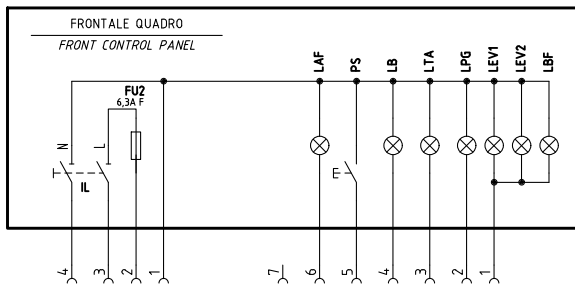 FRONTALE QUADRO
FRONT CONTROL PANEL
LAF
PS
LB
LTA
LPG
LEV1
LEV2
LBF
FU2
6,3A F
N
L
IL
4
3
2
1
7
6
5
4
3
2
1